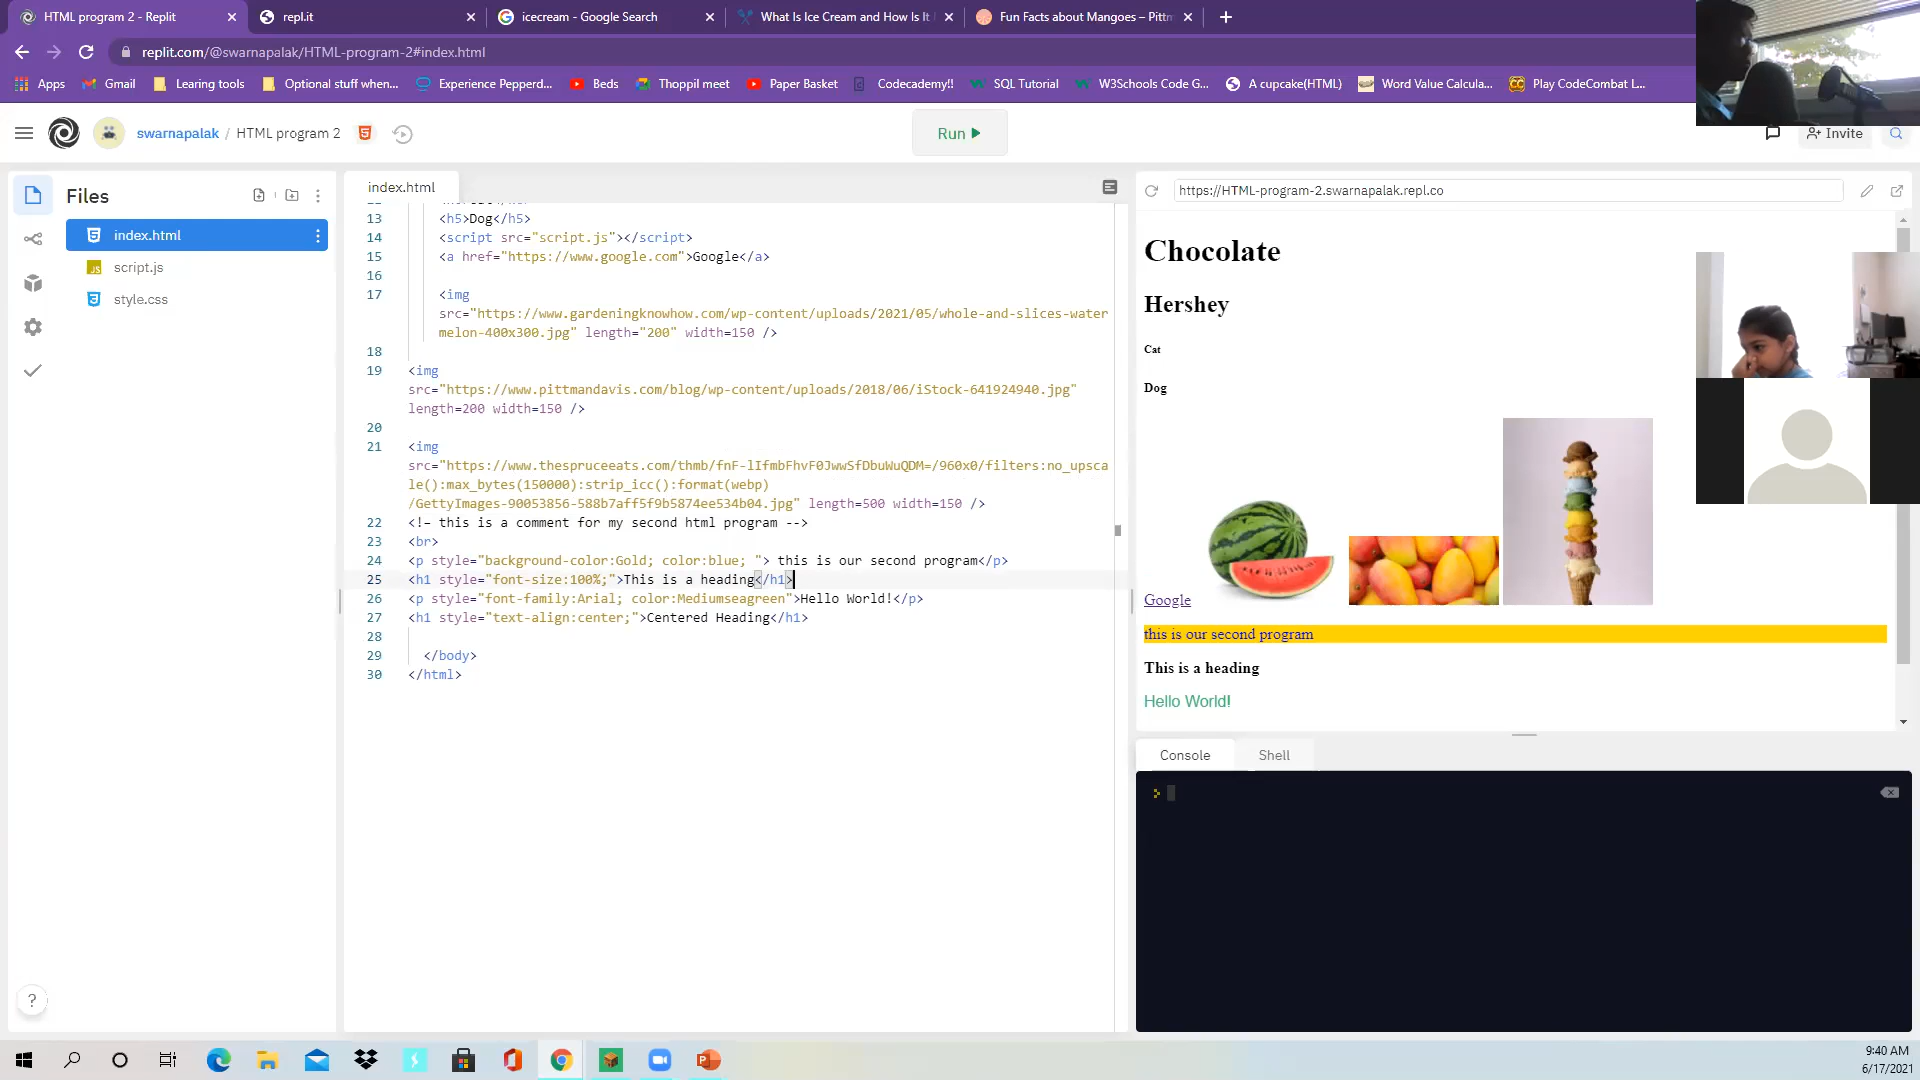 HTML program 2 - Replit
repl.it
icecream - Google Search
What Is Ice Cream and How Is It
Fun Facts about Mangoes – Pittm
replit.com/@swarnapalak/HTML-program-2#index.html
Apps Gmail Learing tools Optional stuff when... Experience Pepperd... Beds Thoppil meet Paper Basket Codecademy!! SQL Tutorial W3Schools Code G... A cupcake(HTML) Word Value Calcula... Play CodeCombat L...
swarnapalak / HTML program 2
Run
Invite
Files
index.html
script.js
style.css
index.html
13 <h5>Dog</h5>
14 <script src="script.js"></script>
15 <a href="https://www.google.com">Google</a>
16
17 <img
src="https://www.gardeningknowhow.com/wp-content/uploads/2021/05/whole-and-slices-water
melon-400x300.jpg" length="200" width=150 />
18
19 <img
src="https://www.pittmandavis.com/blog/wp-content/uploads/2018/06/iStock-641924940.jpg"
length=200 width=150 />
20
21 <img
src="https://www.thespruceeats.com/thmb/fnF-lIfmbFhvF0JwwSfDbuWuQDM=/960x0/filters:no_upsca
le():max_bytes(150000):strip_icc():format(webp)
/GettyImages-90053856-588b7aff5f9b5874ee534b04.jpg" length=500 width=150 />
22 <!– this is a comment for my second html program -->
23 <br>
24 <p style="background-color:Gold; color:blue; "> this is our second program</p>
25 <h1 style="font-size:100%;">This is a heading</h1>
26 <p style="font-family:Arial; color:Mediumseagreen">Hello World!</p>
27 <h1 style="text-align:center;">Centered Heading</h1>
28
29 </body>
30 </html>
https://HTML-program-2.swarnapalak.repl.co
Chocolate
Hershey
Cat
Dog
Google
this is our second program
This is a heading
Hello World!
Console
Shell
?
9:40 AM
6/17/2021